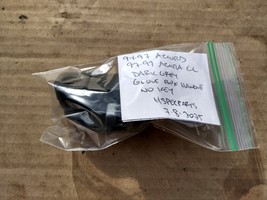 94-97 ACCORD
97-99 ACURA CL
DARK GREY
GLOVE BOX HANDLE
NO KEY
USPECPARTS
7.8.2025